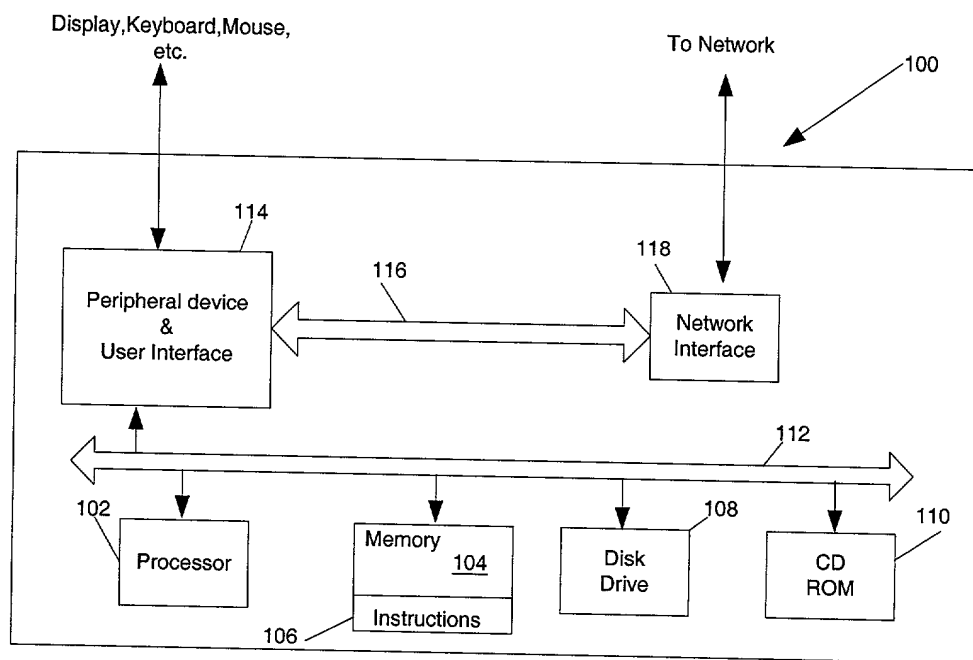 Display,Keyboard,Mouse,
etc.
To Network
100
114
Peripheral device
&
User Interface
116
118
Network
Interface
112
102
Processor
Memory
104
106
Instructions
108
Disk
Drive
110
CD
ROM